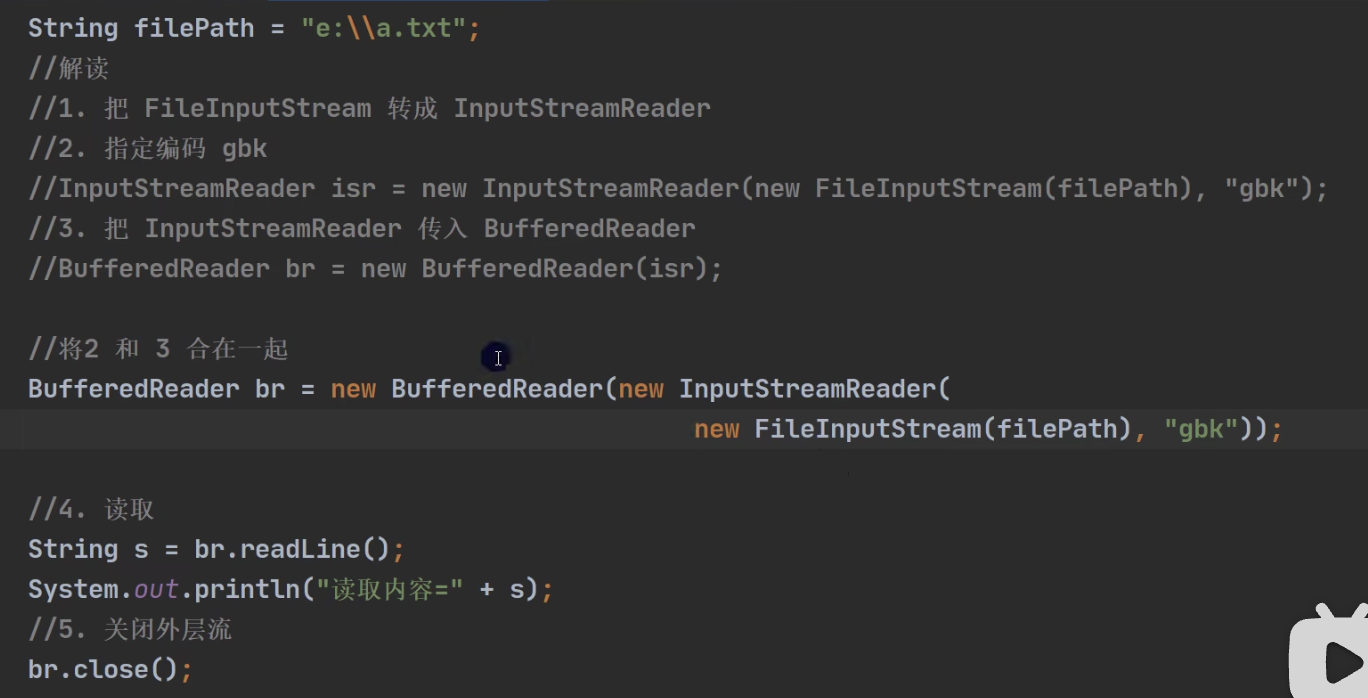 String filePath = "e:\\a.txt";
//解读
//1. 把 FileInputStream 转成 InputStreamReader
//2. 指定编码 gbk
//InputStreamReader isr = new InputStreamReader(new FileInputStream(filePath), "gbk");
//3. 把 InputStreamReader 传入 BufferedReader
//BufferedReader br = new BufferedReader(isr);
//将2 和 3 合在一起
BufferedReader br = new BufferedReader(new InputStreamReader(
new FileInputStream(filePath), "gbk"));
//4. 读取
String s = br.readLine();
System.out.println("读取内容=" + s);
//5. 关闭外层流
br.close();